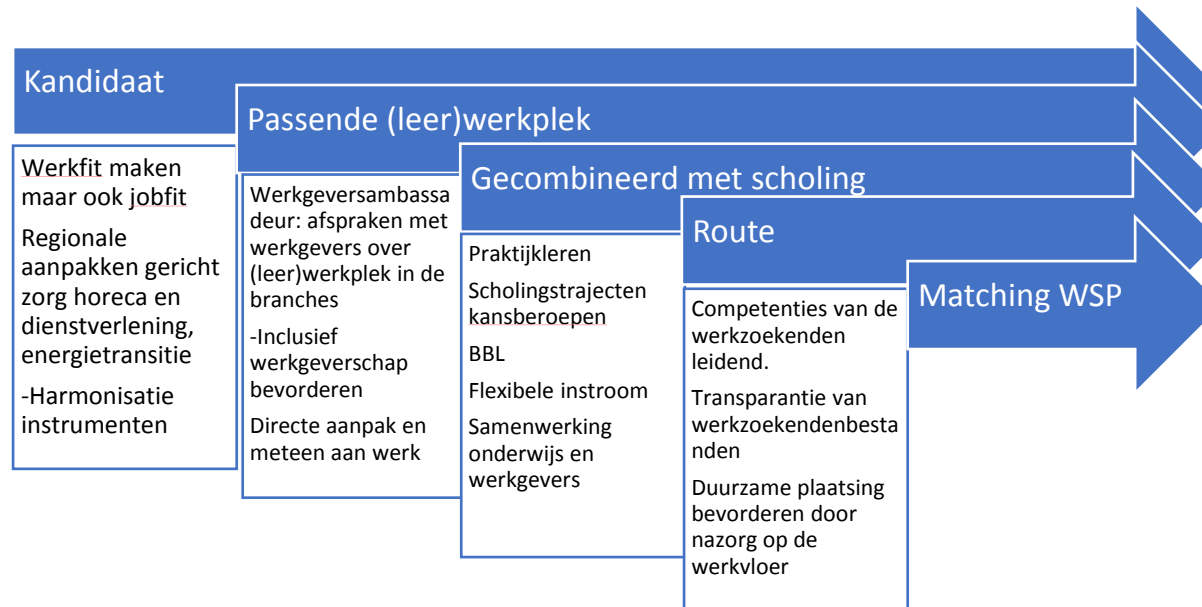 Kandidaat
Werkfit maken
maar ook jobfit
Regionale
aanpakken gericht
zorg horeca en
dienstverlening,
energietransitie
-Harmonisatie
instrumenten
Passende (leer)werkplek
Werkgeversambassa
deur: afspraken met
werkgevers over
(leer)werkplek in de
branches
-Inclusief
werkgeverschap
bevorderen
Directe aanpak en
meteen aan werk
Gecombineerd met scholing
Praktijkleren
Scholingstrajecten
kansberoepen
BBL
Flexibele instroom
Samenwerking
onderwijs en
werkgevers
Route
Competenties van de
werkzoekenden
leidend.
Transparantie van
werkzoekendenbesta
nden
Duurzame plaatsing
bevorderen door
nazorg op de
werkvloer
Matching WSP